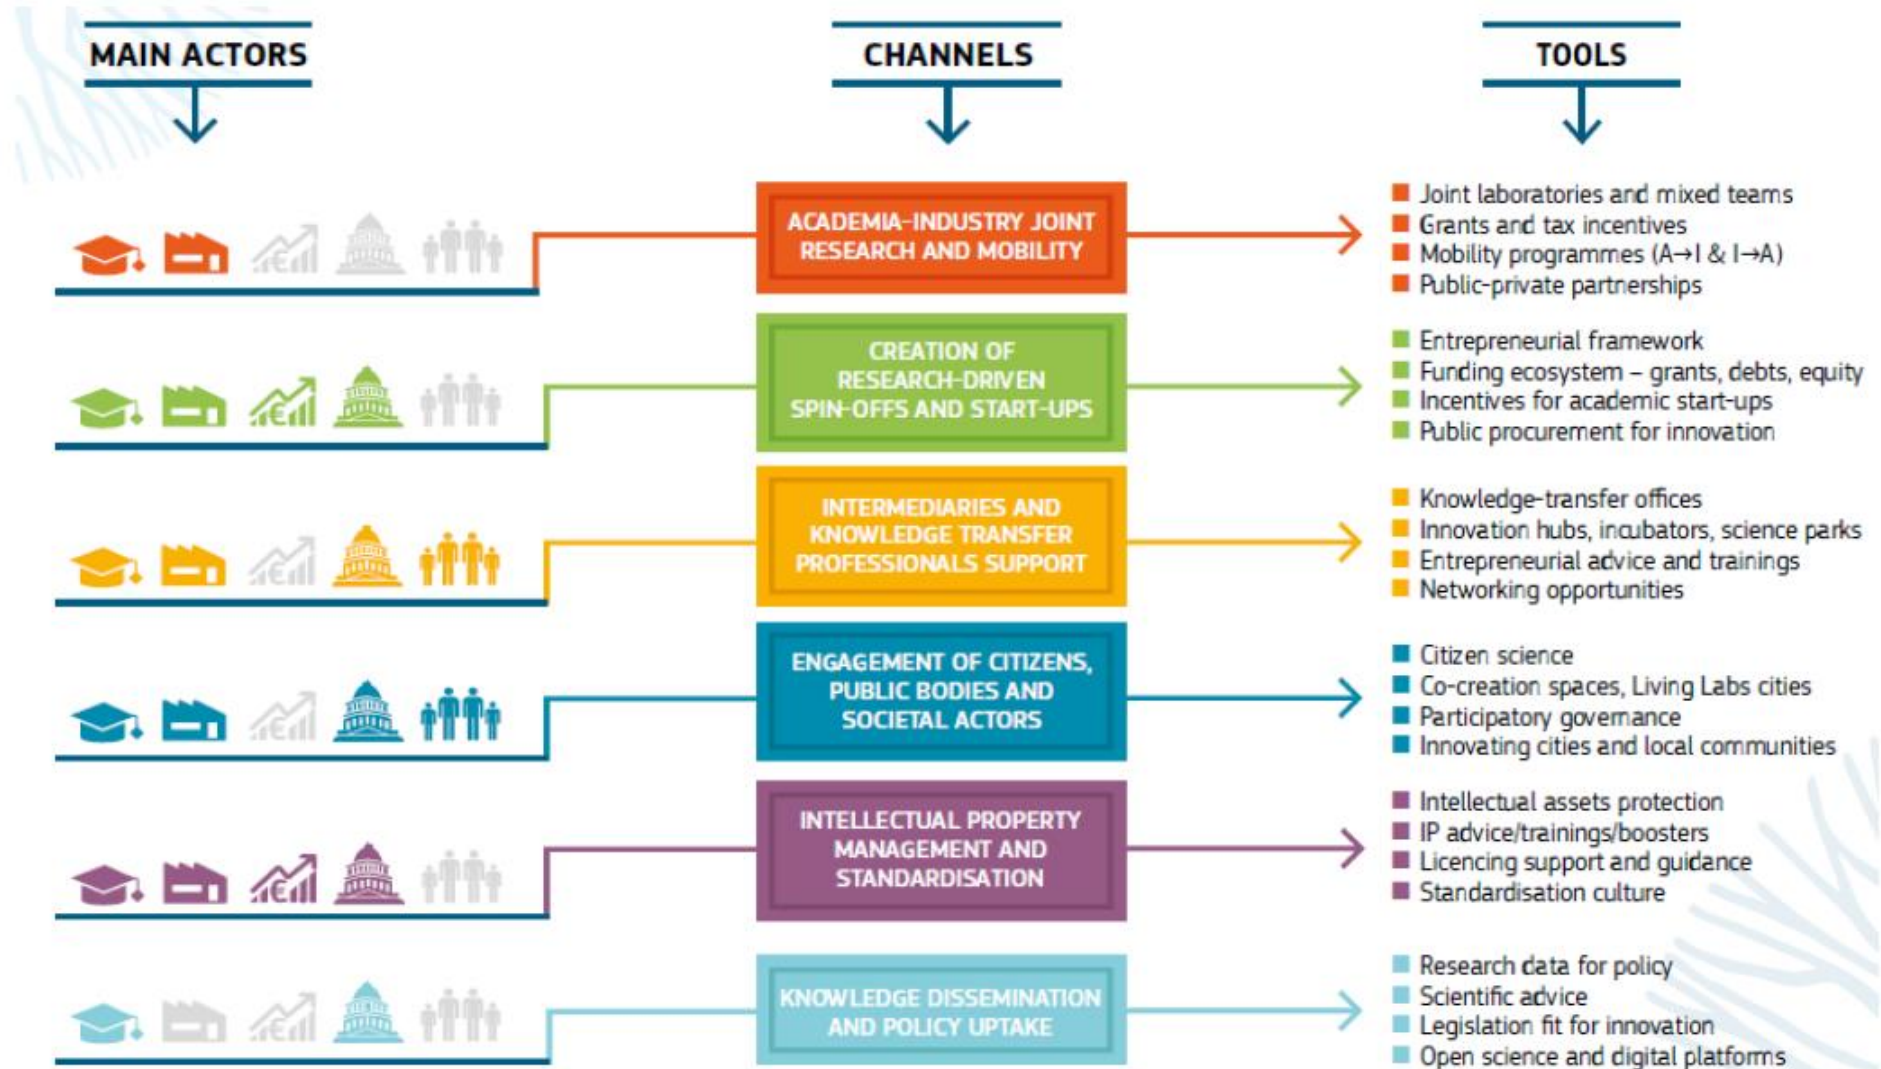 MAIN ACTORS
CHANNELS
TOOLS
ACADEMIA-INDUSTRY JOINT
RESEARCH AND MOBILITY
Joint laboratories and mixed teams
Grants and tax incentives
Mobility programmes (A→I & I→A)
Public-private partnerships
CREATION OF
RESEARCH-DRIVEN
SPIN-OFFS AND START-UPS
Entrepreneurial framework
Funding ecosystem – grants, debts, equity
Incentives for academic start-ups
Public procurement for innovation
INTERMEDIARIES AND
KNOWLEDGE TRANSFER
PROFESSIONALS SUPPORT
Knowledge-transfer offices
Innovation hubs, incubators, science parks
Entrepreneurial advice and trainings
Networking opportunities
ENGAGEMENT OF CITIZENS,
PUBLIC BODIES AND
SOCIETAL ACTORS
Citizen science
Co-creation spaces, Living Labs cities
Participatory governance
Innovating cities and local communities
INTELLECTUAL PROPERTY
MANAGEMENT AND
STANDARDISATION
Intellectual assets protection
IP advice/trainings/boosters
Licencing support and guidance
Standardisation culture
KNOWLEDGE DISSEMINATION
AND POLICY UPTAKE
Research data for policy
Scientific advice
Legislation fit for innovation
Open science and digital platforms